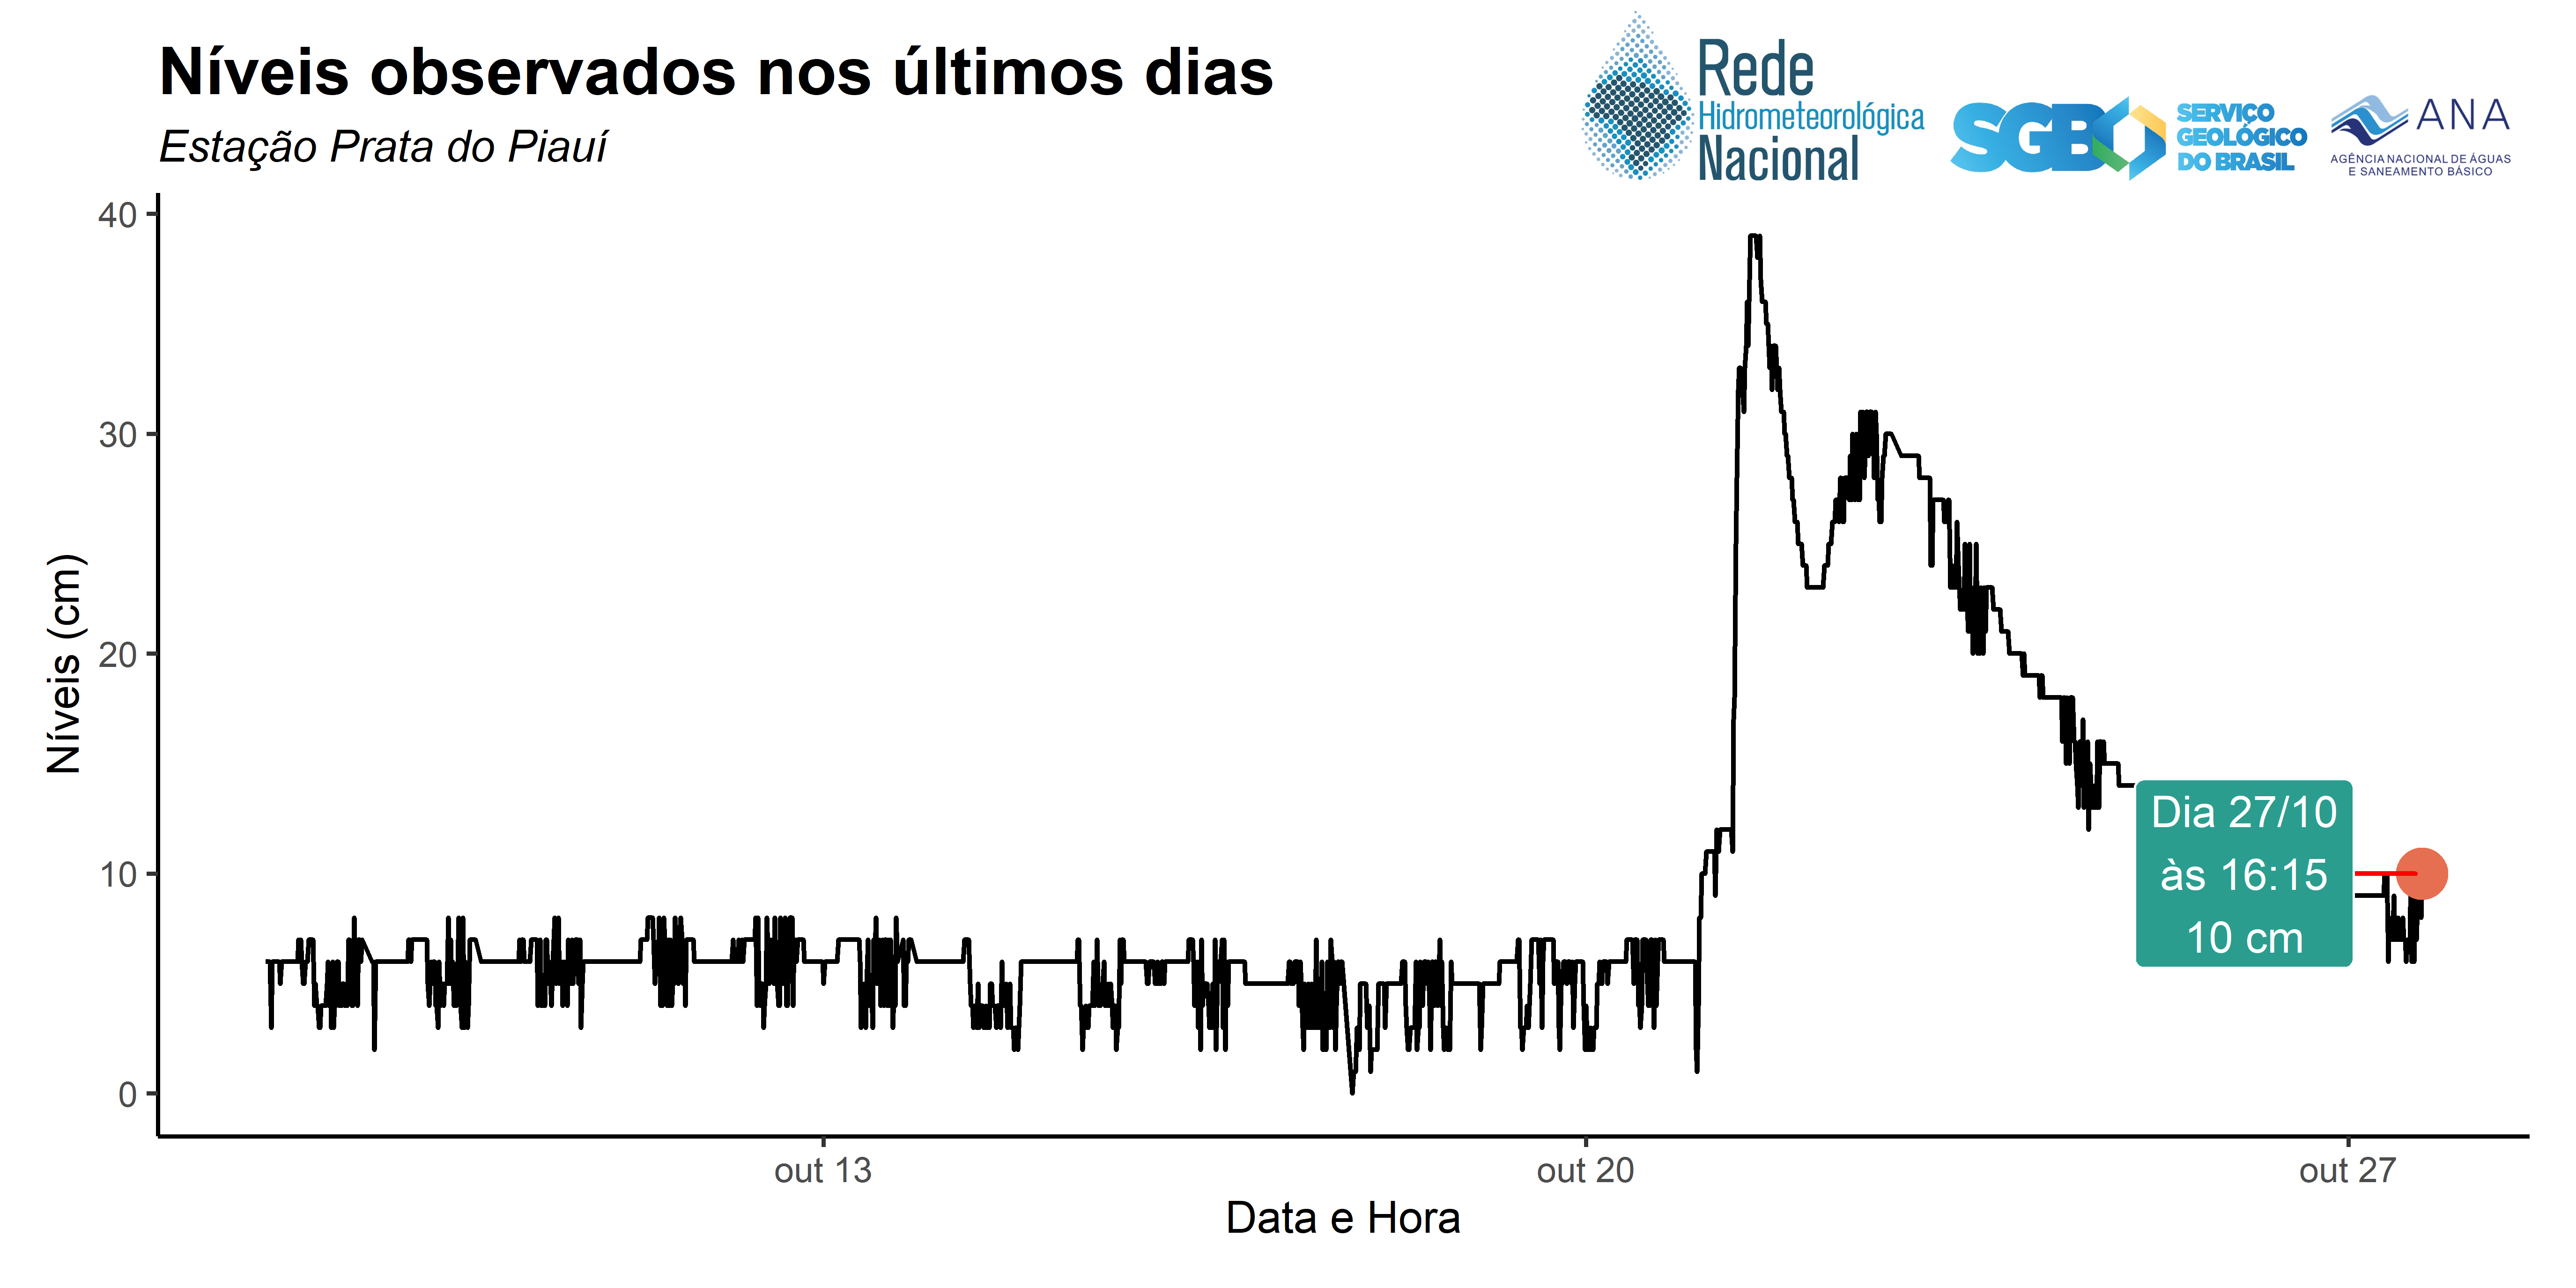 Níveis observados nos últimos dias
Estação Prata do Piauí
Rede
Hidrometeorológica
Nacional
SGB
SERVIÇO
GEOLÓGICO
DO BRASIL
ANA
AGÊNCIA NACIONAL DE ÁGUAS
E SANEAMENTO BÁSICO
Níveis (cm)
40
30
20
10
0
Dia 27/10
às 16:15
10 cm
out 13
out 20
out 27
Data e Hora